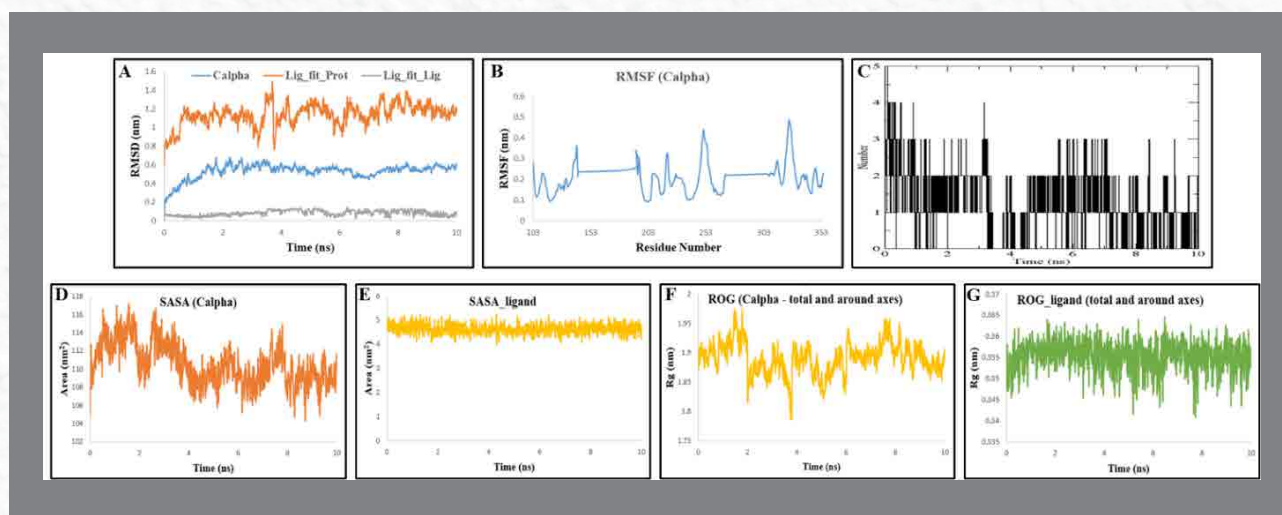 A
Calpha Lig_fit_Prot Lig_fit_Lig
RMSD (nm)
1.6
1.4
1.2
1
0.8
0.6
0.4
0.2
0
0 2 4 6 8 10
Time (ns)
B
RMSF (Calpha)
RMSF (nm)
0.6
0.5
0.4
0.3
0.2
0.1
0
103 153 203 253 303 353
Residue Number
C
Number
5
4
3
2
1
0
0 2 4 6 8 10
Time (ns)
D
SASA (Calpha)
Area (nm²)
118
116
114
112
110
108
106
104
102
0 2 4 6 8 10
Time (ns)
E
SASA_ligand
Area (nm²)
6
5
4
3
2
1
0
0 2 4 6 8 10
Time (ns)
F
ROG (Calpha - total and around axes)
Rg (nm)
2
1.95
1.9
1.85
1.8
1.75
0 2 4 6 8 10
Time (ns)
G
ROG_ligand (total and around axes)
Rg (nm)
0.37
0.365
0.36
0.355
0.35
0.345
0.34
0.335
0 2 4 6 8 10
Time (ns)